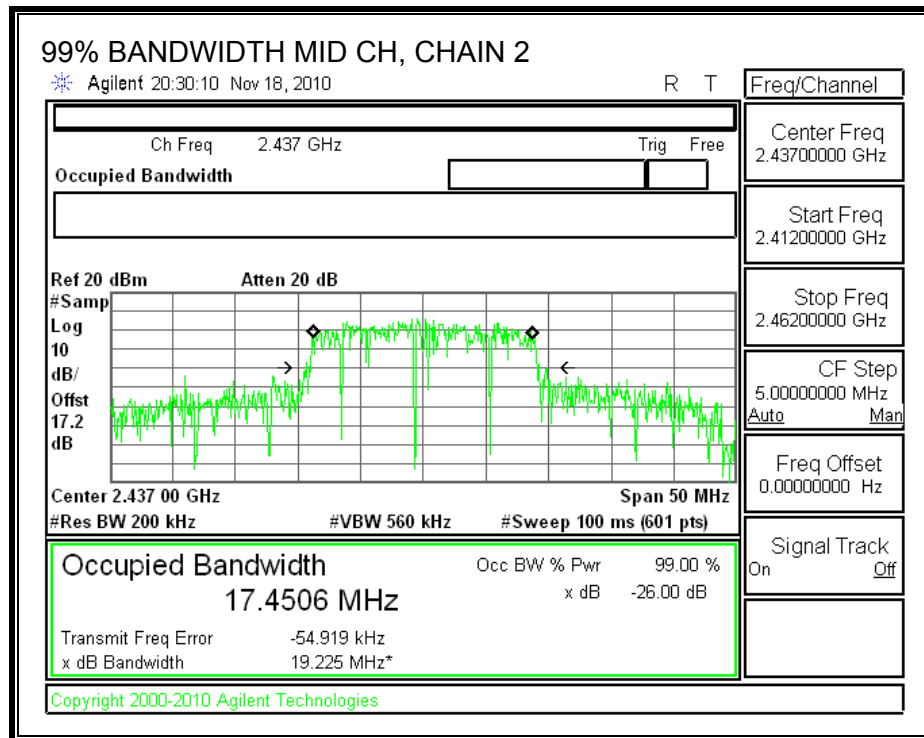 99% BANDWIDTH MID CH, CHAIN 2
Agilent 20:30:10 Nov 18, 2010 R T
Freq/Channel
Ch Freq 2.437 GHz Trig Free
Occupied Bandwidth
Center Freq
2.43700000 GHz
Start Freq
2.41200000 GHz
Stop Freq
2.46200000 GHz
CF Step
5.00000000 MHz
Auto Man
Freq Offset
0.00000000 Hz
Signal Track
On Off
Ref 20 dBm Atten 20 dB
#Samp
Log
10
dB/
Offst
17.2
dB
Center 2.437 00 GHz Span 50 MHz
#Res BW 200 kHz #VBW 560 kHz #Sweep 100 ms (601 pts)
Occupied Bandwidth
17.4506 MHz
Occ BW % Pwr 99.00 %
x dB -26.00 dB
Transmit Freq Error -54.919 kHz
x dB Bandwidth 19.225 MHz*
Copyright 2000-2010 Agilent Technologies